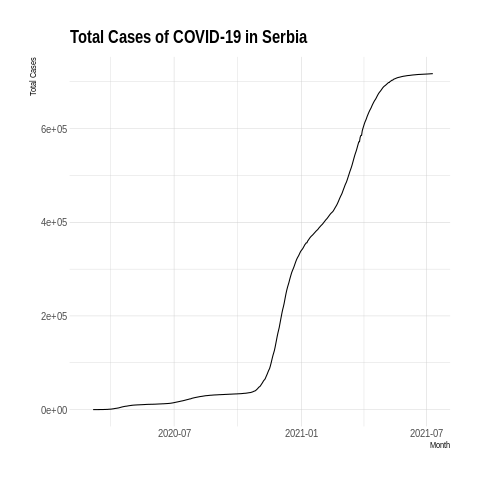 Total Cases of COVID-19 in Serbia
Total Cases
6e+05
4e+05
2e+05
0e+00
2020-07
2021-01
2021-07
Month